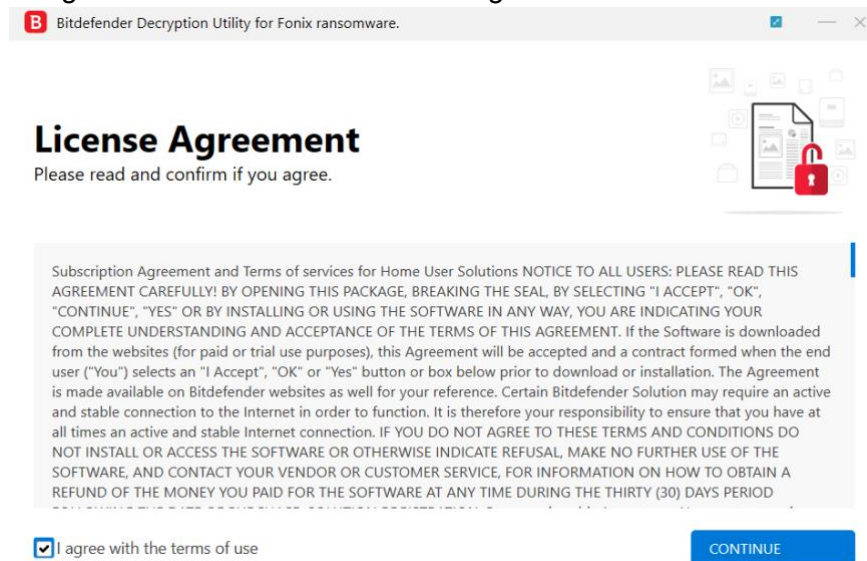 B Bitdefender Decryption Utility for Fonix ransomware.
License Agreement
Please read and confirm if you agree.
Subscription Agreement and Terms of services for Home User Solutions NOTICE TO ALL USERS: PLEASE READ THIS
AGREEMENT CAREFULLY! BY OPENING THIS PACKAGE, BREAKING THE SEAL, BY SELECTING "I ACCEPT", "OK",
"CONTINUE", "YES" OR BY INSTALLING OR USING THE SOFTWARE IN ANY WAY, YOU ARE INDICATING YOUR
COMPLETE UNDERSTANDING AND ACCEPTANCE OF THE TERMS OF THIS AGREEMENT. If the Software is downloaded
from the websites (for paid or trial use purposes), this Agreement will be accepted and a contract formed when the end
user ("You") selects an "I Accept", "OK" or "Yes" button or box below prior to download or installation. The Agreement
is made available on Bitdefender websites as well for your reference. Certain Bitdefender Solution may require an active
and stable connection to the Internet in order to function. It is therefore your responsibility to ensure that you have at
all times an active and stable Internet connection. IF YOU DO NOT AGREE TO THESE TERMS AND CONDITIONS DO
NOT INSTALL OR ACCESS THE SOFTWARE OR OTHERWISE INDICATE REFUSAL, MAKE NO FURTHER USE OF THE
SOFTWARE, AND CONTACT YOUR VENDOR OR CUSTOMER SERVICE, FOR INFORMATION ON HOW TO OBTAIN A
REFUND OF THE MONEY YOU PAID FOR THE SOFTWARE AT ANY TIME DURING THE THIRTY (30) DAYS PERIOD
I agree with the terms of use
CONTINUE